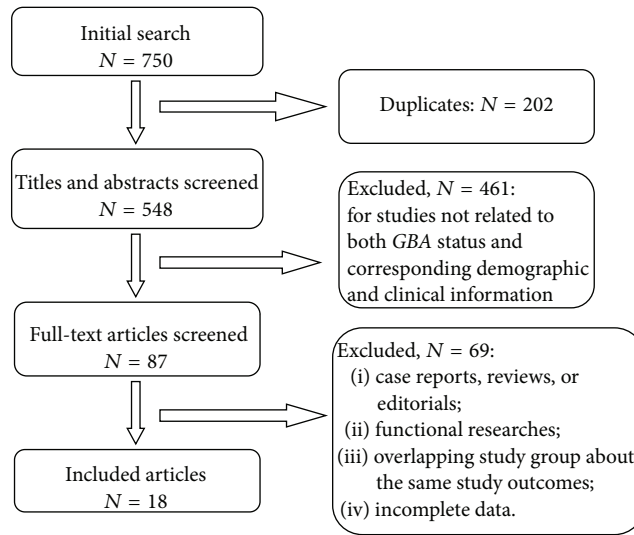 Initial search
N = 750
Duplicates: N = 202
Titles and abstracts screened
N = 548
Excluded, N = 461:
for studies not related to
both GBA status and
corresponding demographic
and clinical information
Full-text articles screened
N = 87
Excluded, N = 69:
(i) case reports, reviews, or
editorials;
(ii) functional researches;
(iii) overlapping study group about
the same study outcomes;
(iv) incomplete data.
Included articles
N = 18